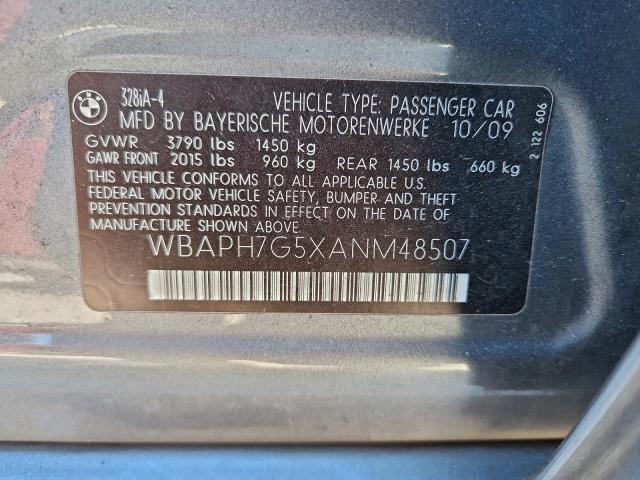 BMW
328iA-4 VEHICLE TYPE: PASSENGER CAR
MFD BY BAYERISCHE MOTORENWERKE 10/09
GVWR 3790 lbs 1450 kg
GAWR FRONT 2015 lbs 960 kg REAR 1450 lbs 660 kg
THIS VEHICLE CONFORMS TO ALL APPLICABLE U.S.
FEDERAL MOTOR VEHICLE SAFETY, BUMPER AND THEFT
PREVENTION STANDARDS IN EFFECT ON THE DATE OF
MANUFACTURE SHOWN ABOVE.
WBAPH7G5XANM48507
2 122 606